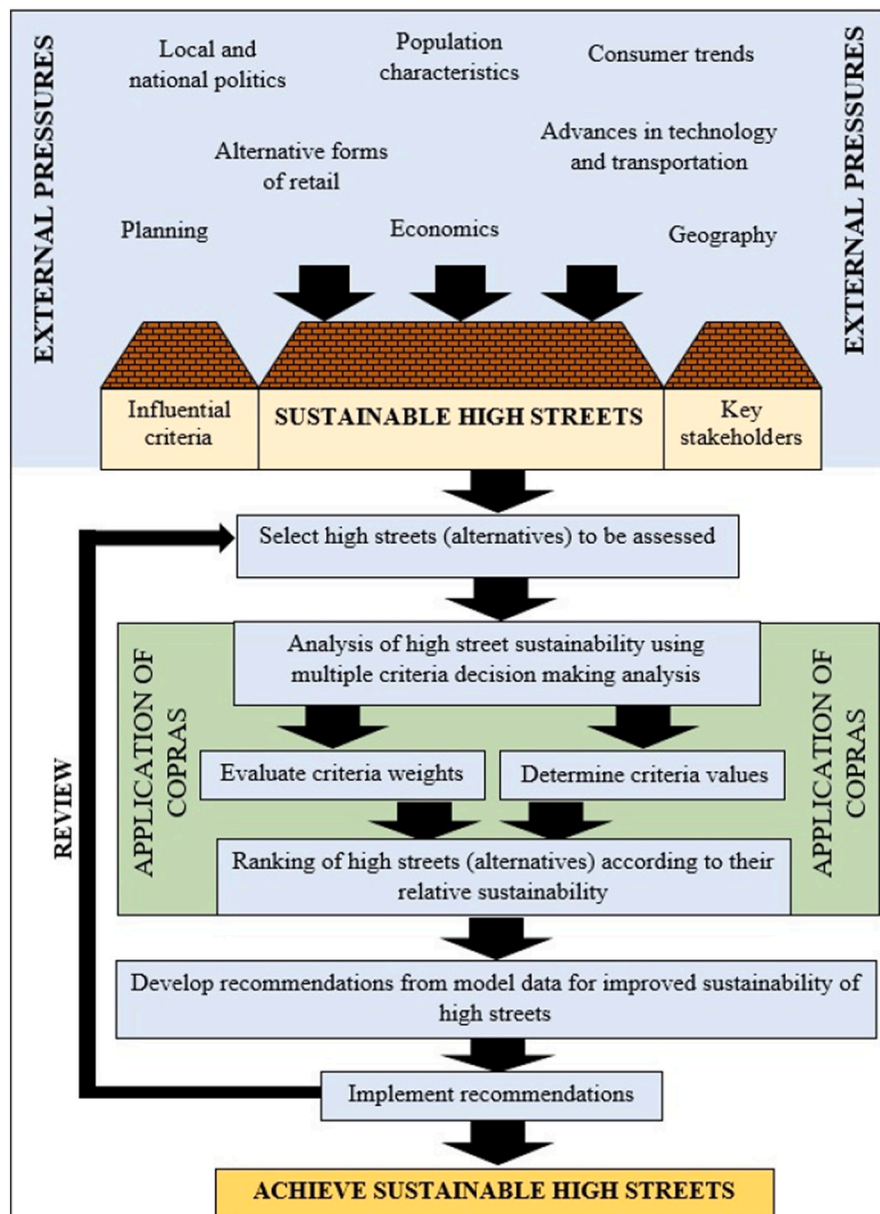 EXTERNAL PRESSURES
EXTERNAL PRESSURES
Local and
national politics
Population
characteristics
Consumer trends
Alternative forms
of retail
Advances in technology
and transportation
Planning
Economics
Geography
Influential
criteria
SUSTAINABLE HIGH STREETS
Key
stakeholders
Select high streets (alternatives) to be assessed
REVIEW
APPLICATION OF
COPRAS
Analysis of high street sustainability using
multiple criteria decision making analysis
Evaluate criteria weights
Determine criteria values
Ranking of high streets (alternatives) according to their
relative sustainability
APPLICATION OF
COPRAS
Develop recommendations from model data for improved sustainability of
high streets
Implement recommendations
ACHIEVE SUSTAINABLE HIGH STREETS